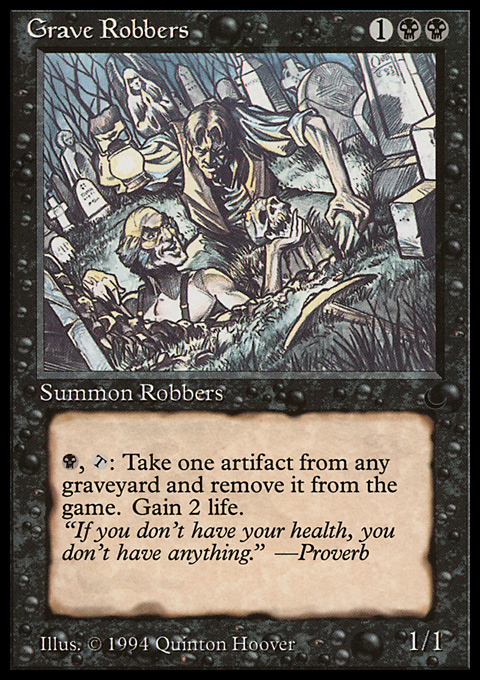 Grave Robbers 1
Summon Robbers
: Take one artifact from any
graveyard and remove it from the
game. Gain 2 life.
“If you don’t have your health, you
don’t have anything.” —Proverb
Illus. © 1994 Quinton Hoover 1/1